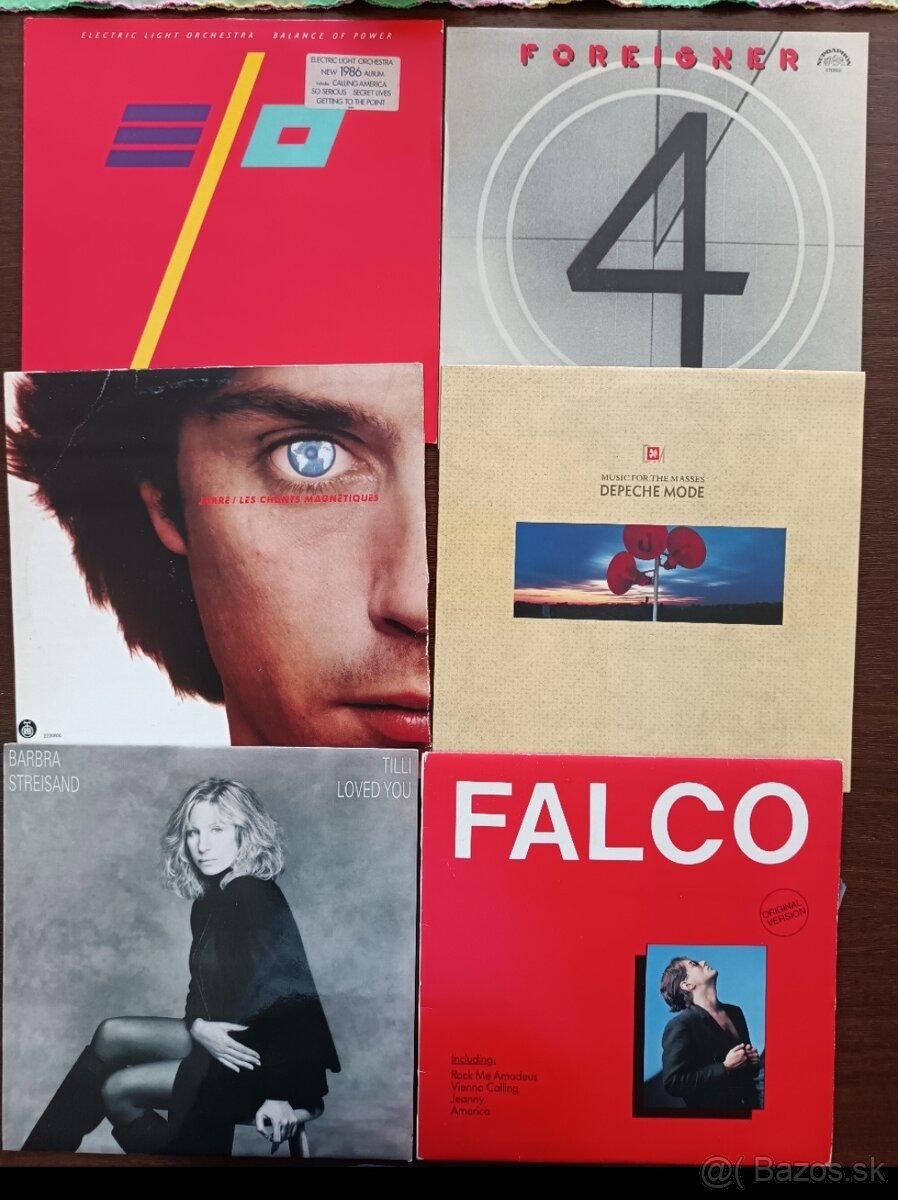 ELECTRIC LIGHT ORCHESTRA BALANCE OF POWER
ELECTRIC LIGHT ORCHESTRA
NEW 1986 ALBUM
includes CALLING AMERICA
SO SERIOUS SECRET LIVES
GETTING TO THE POINT
FOREIGNER
SUPRAPHON
STEREO
4
JARRE / LES CHANTS MAGNÉTIQUES
MUSIC FOR THE MASSES
DEPECHE MODE
BARBRA
STREISAND
TILL I
LOVED YOU
FALCO
ORIGINAL
VERSION
Including:
Rock Me Amadeus
Vienna Calling
Jeanny
America
@( Bazos.sk